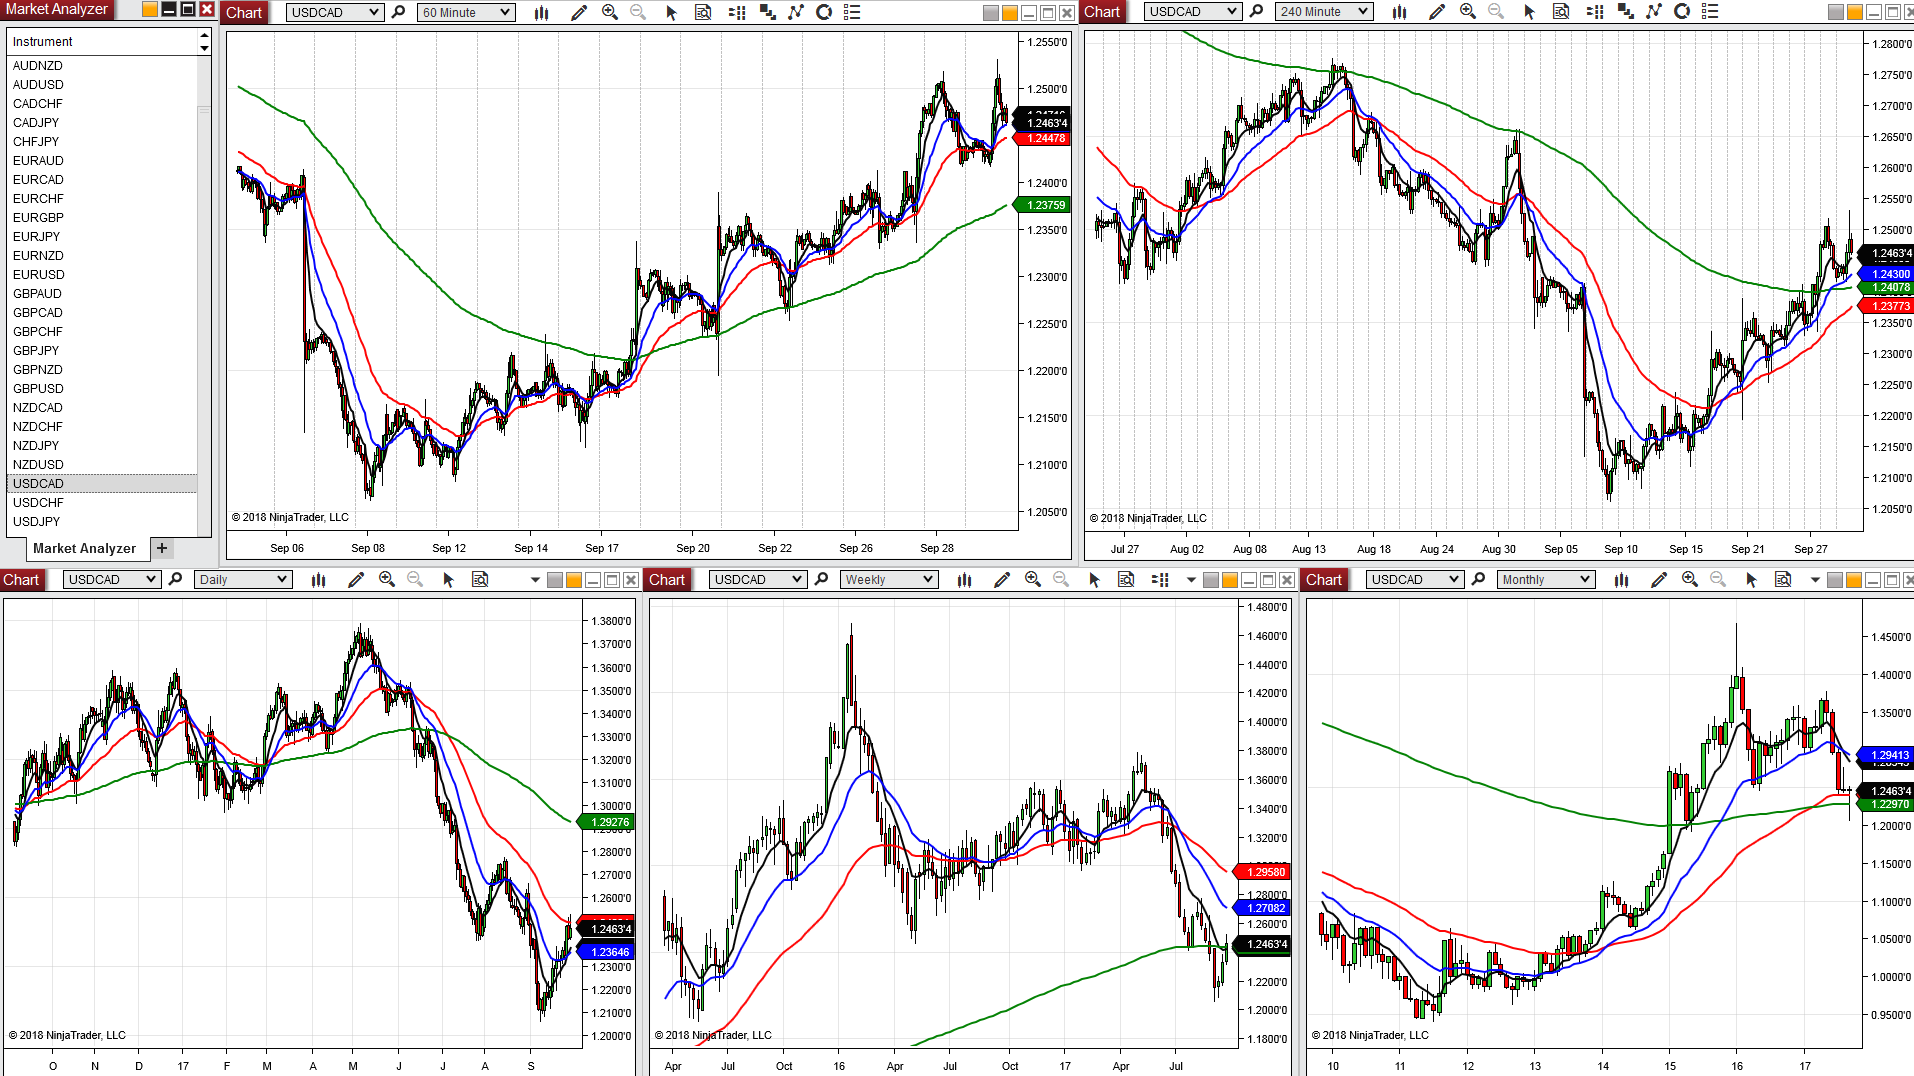 Market Analyzer
Instrument
AUDNZD
AUDUSD
CADCHF
CADJPY
CHFJPY
EURAUD
EURCAD
EURCHF
EURGBP
EURJPY
EURNZD
EURUSD
GBPAUD
GBPCAD
GBPCHF
GBPJPY
GBPNZD
GBPUSD
NZDCAD
NZDCHF
NZDJPY
NZDUSD
USDCAD
USDCHF
USDJPY
Market Analyzer +
Chart USDCAD 60 Minute
1.2550'0
1.2500'0
1.2463'4
1.24478
1.2400'0
1.23759
1.2350'0
1.2300'0
1.2250'0
1.2200'0
1.2150'0
1.2100'0
1.2050'0
© 2018 NinjaTrader, LLC
Sep 06 Sep 08 Sep 12 Sep 14 Sep 17 Sep 20 Sep 22 Sep 26 Sep 28
Chart USDCAD 240 Minute
1.2800'0
1.2750'0
1.2700'0
1.2650'0
1.2600'0
1.2550'0
1.2500'0
1.2463'4
1.24300
1.24078
1.23773
1.2350'0
1.2300'0
1.2250'0
1.2200'0
1.2150'0
1.2100'0
1.2050'0
© 2018 NinjaTrader, LLC
Jul 27 Aug 02 Aug 08 Aug 13 Aug 18 Aug 24 Aug 30 Sep 05 Sep 10 Sep 15 Sep 21 Sep 27
Chart USDCAD Daily
1.3800'0
1.3700'0
1.3600'0
1.3500'0
1.3400'0
1.3300'0
1.3200'0
1.3100'0
1.3000'0
1.29276
1.2800'0
1.2700'0
1.2600'0
1.2463'4
1.23646
1.2300'0
1.2200'0
1.2100'0
1.2000'0
© 2018 NinjaTrader, LLC
O N D 17 F M A M J J A S
Chart USDCAD Weekly
1.4800'0
1.4600'0
1.4400'0
1.4200'0
1.4000'0
1.3800'0
1.3600'0
1.3400'0
1.3200'0
1.29580
1.2800'0
1.27082
1.2600'0
1.2463'4
1.2200'0
1.2000'0
1.1800'0
© 2018 NinjaTrader, LLC
Apr Jul Oct 16 Apr Jul Oct 17 Apr Jul
Chart USDCAD Monthly
1.4500'0
1.4000'0
1.3500'0
1.29413
1.2463'4
1.22970
1.2000'0
1.1500'0
1.1000'0
1.0500'0
1.0000'0
0.9500'0
© 2018 NinjaTrader, LLC
10 11 12 13 14 15 16 17